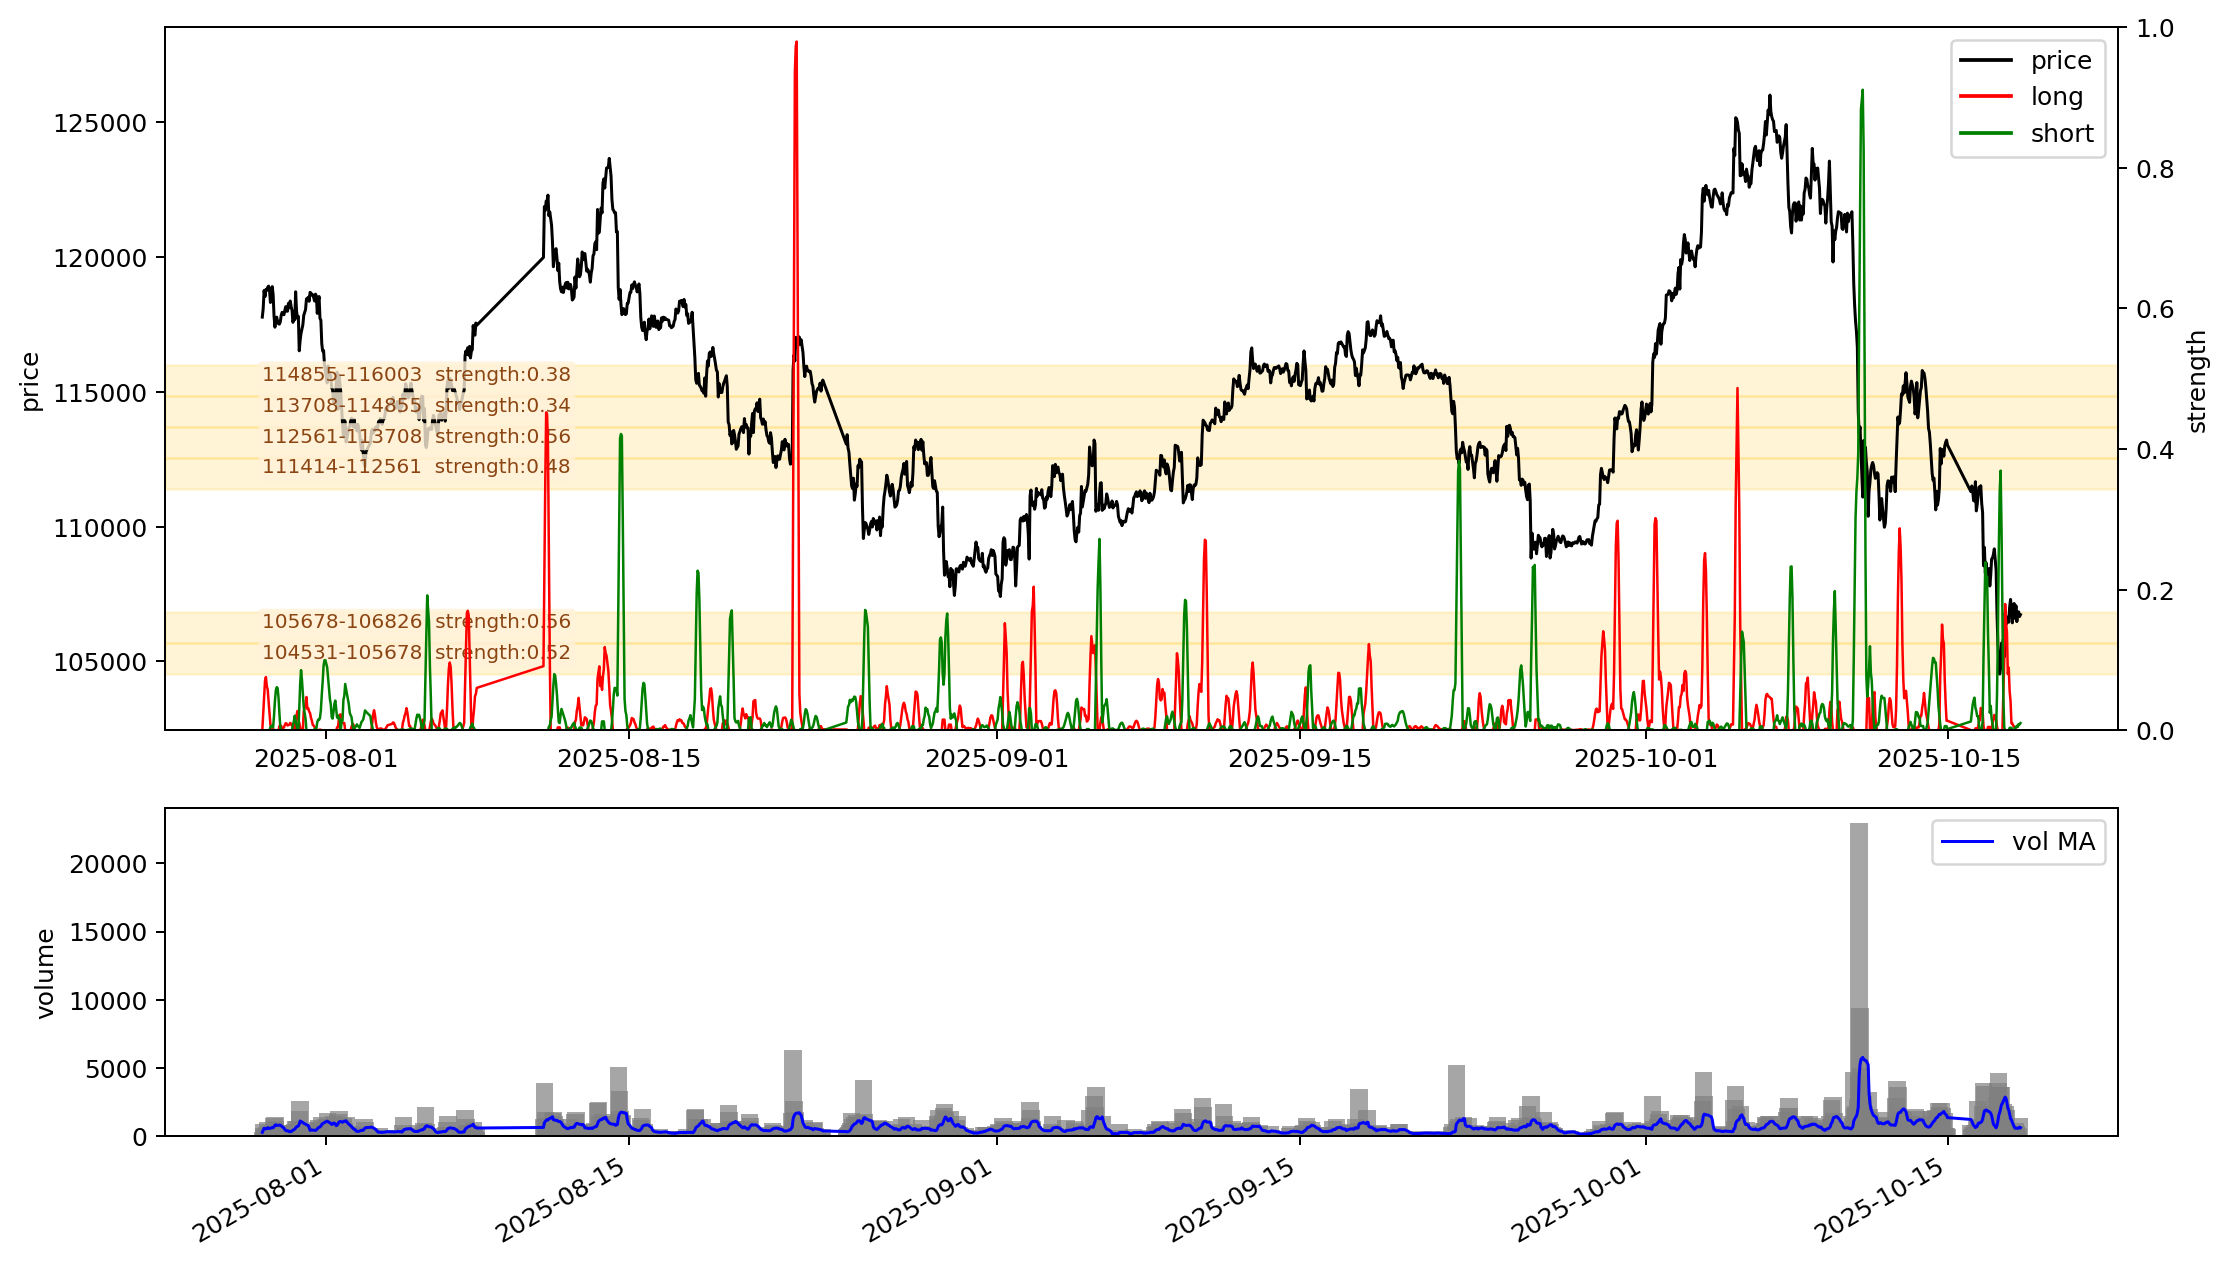 price
long
short
125000
120000
115000
110000
105000
price
1.0
0.8
0.6
0.4
0.2
0.0
strength
114855-116003 strength:0.38
113708-114855 strength:0.34
112561-113708 strength:0.56
111414-112561 strength:0.48
105678-106826 strength:0.56
104531-105678 strength:0.52
2025-08-01
2025-08-15
2025-09-01
2025-09-15
2025-10-01
2025-10-15
vol MA
20000
15000
10000
5000
0
volume
2025-08-01
2025-08-15
2025-09-01
2025-09-15
2025-10-01
2025-10-15